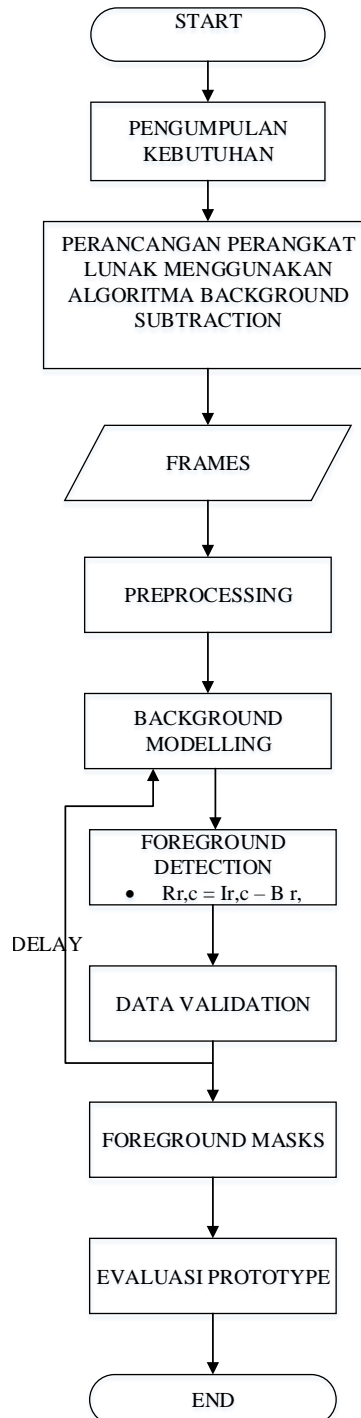 START
PENGUMPULAN
KEBUTUHAN
PERANCANGAN PERANGKAT
LUNAK MENGGUNAKAN
ALGORITMA BACKGROUND
SUBTRACTION
FRAMES
PREPROCESSING
BACKGROUND
MODELLING
FOREGROUND
DETECTION
• Rr,c = Ir,c – B r,
DELAY
DATA VALIDATION
FOREGROUND MASKS
EVALUASI PROTOTYPE
END